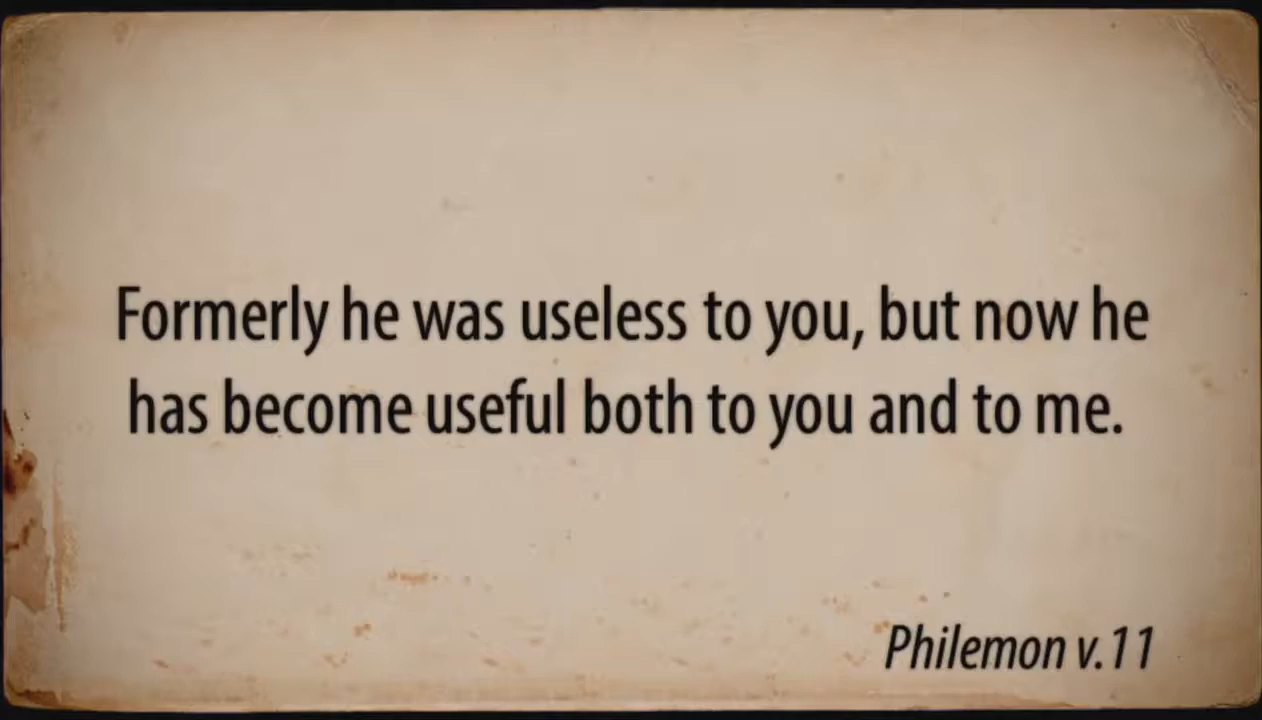 Formerly he was useless to you, but now he
has become useful both to you and to me.
Philemon v.11